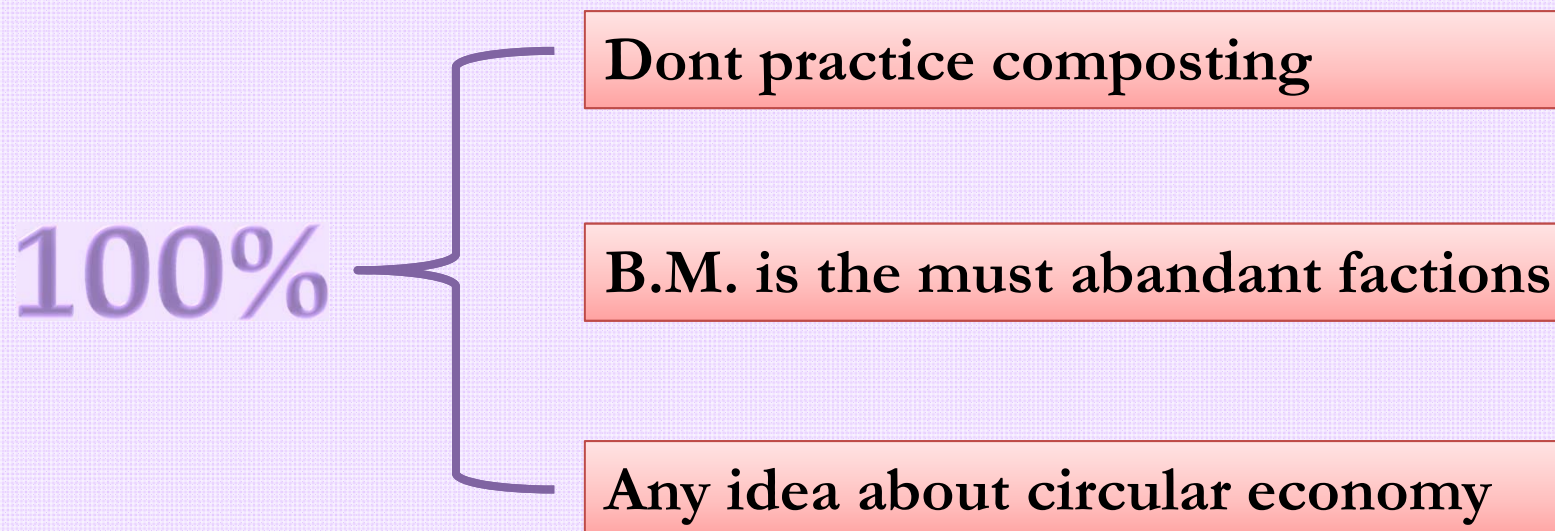 Dont practice composting
100%
B.M. is the must abandant factions
Any idea about circular economy